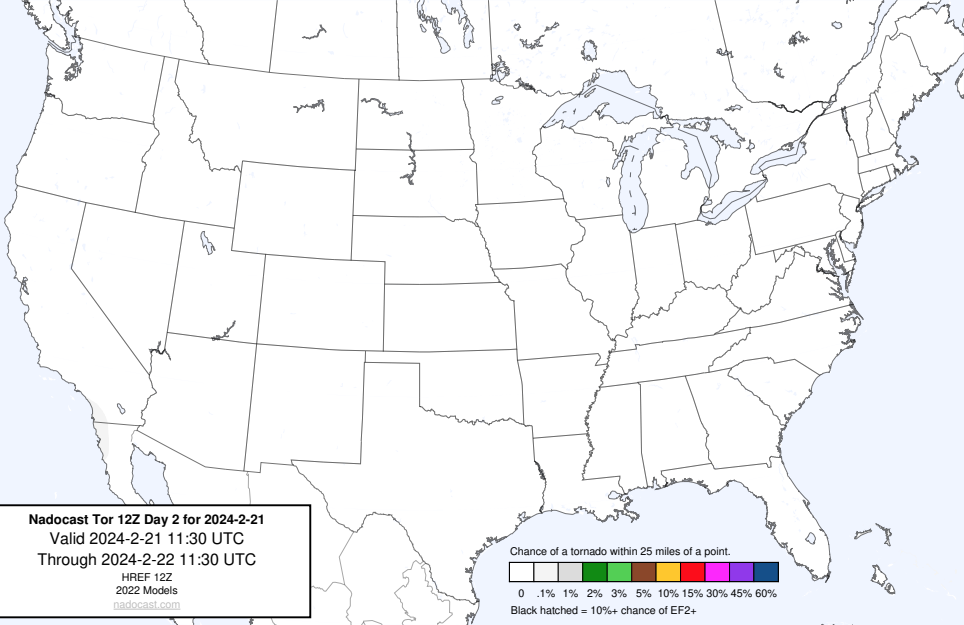 Nadocast Tor 12Z Day 2 for 2024-2-21
Valid 2024-2-21 11:30 UTC
Through 2024-2-22 11:30 UTC
HREF 12Z
2022 Models
nadocast.com
Chance of a tornado within 25 miles of a point.
0 .1% 1% 2% 3% 5% 10% 15% 30% 45% 60%
Black hatched = 10%+ chance of EF2+